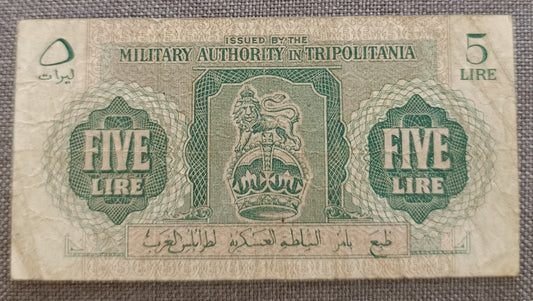 ISSUED BY THE
MILITARY AUTHORITY IN TRIPOLITANIA
٥
ليرات
5
LIRE
FIVE
LIRE
FIVE
LIRE
طبع بامر السلطة العسكرية لطرابلس الغرب